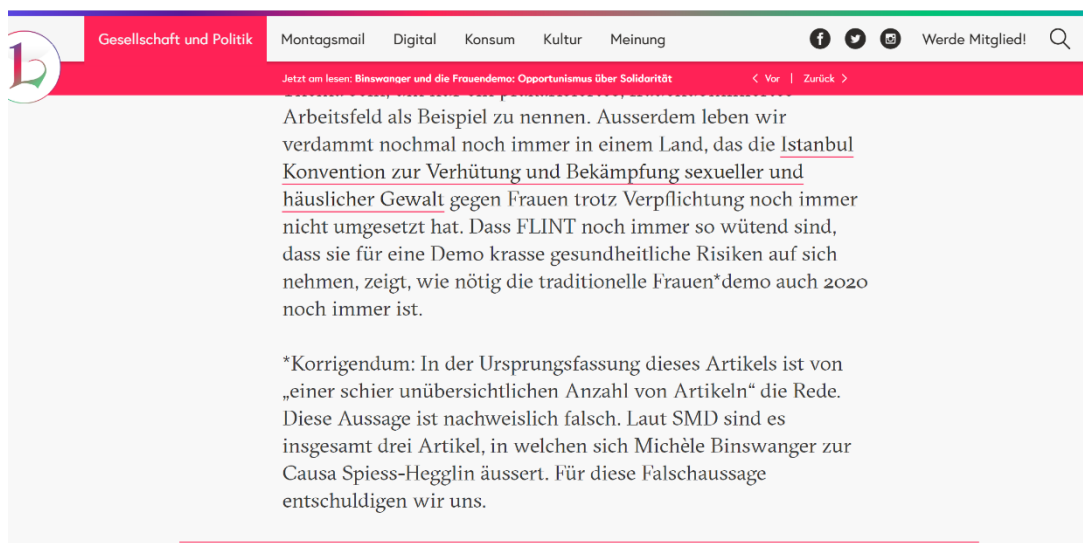 Gesellschaft und Politik Montagsmail Digital Konsum Kultur Meinung Werde Mitglied!
Jetzt am lesen: Binswanger und die Frauendemo: Opportunismus über Solidarität < Vor | Zurück >
Arbeitsfeld als Beispiel zu nennen. Ausserdem leben wir
verdammt nochmal noch immer in einem Land, das die Istanbul
Konvention zur Verhütung und Bekämpfung sexueller und
häuslicher Gewalt gegen Frauen trotz Verpflichtung noch immer
nicht umgesetzt hat. Dass FLINT noch immer so wütend sind,
dass sie für eine Demo krasse gesundheitliche Risiken auf sich
nehmen, zeigt, wie nötig die traditionelle Frauen*demo auch 2020
noch immer ist.
*Korrigendum: In der Ursprungsfassung dieses Artikels ist von
„einer schier unübersichtlichen Anzahl von Artikeln“ die Rede.
Diese Aussage ist nachweislich falsch. Laut SMD sind es
insgesamt drei Artikel, in welchen sich Michèle Binswanger zur
Causa Spiess-Hegglin äussert. Für diese Falschaussage
entschuldigen wir uns.